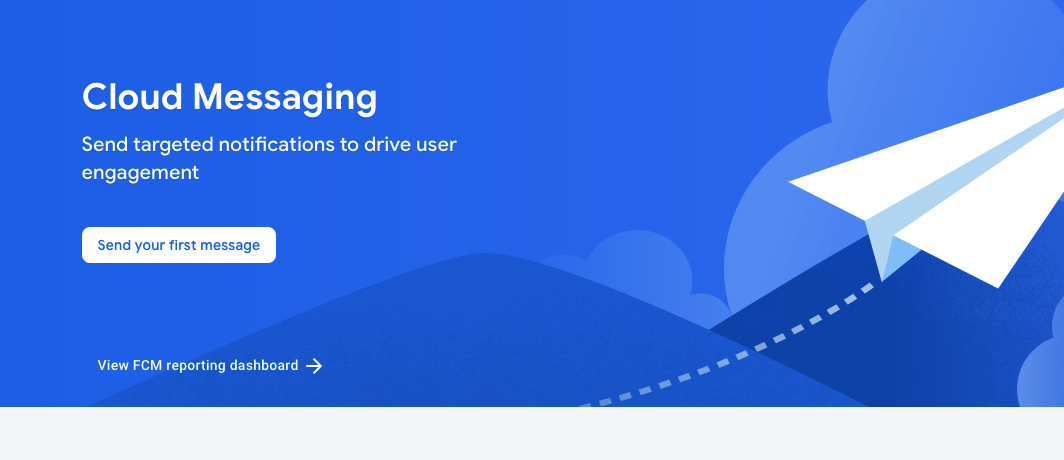 Cloud Messaging
Send targeted notifications to drive user
engagement
Send your first message
View FCM reporting dashboard